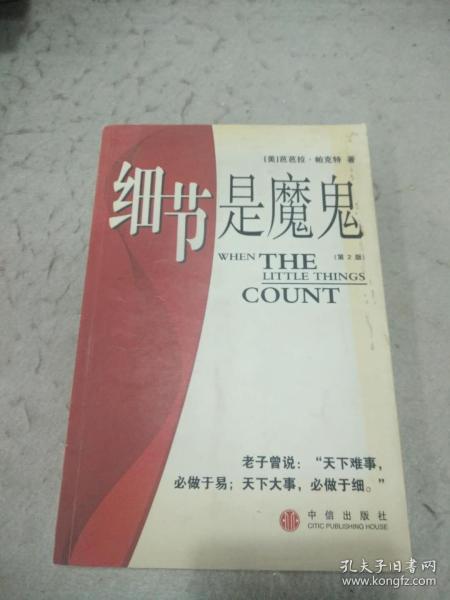 [美]芭芭拉·帕克特 著
细节是魔鬼
WHEN THE （第2版）
LITTLE THINGS
COUNT
老子曾说：“天下难事，
必做于易；天下大事，必做于细。”
中信出版社
CITIC PUBLISHING HOUSE
孔夫子旧书网
www.kongfz.com